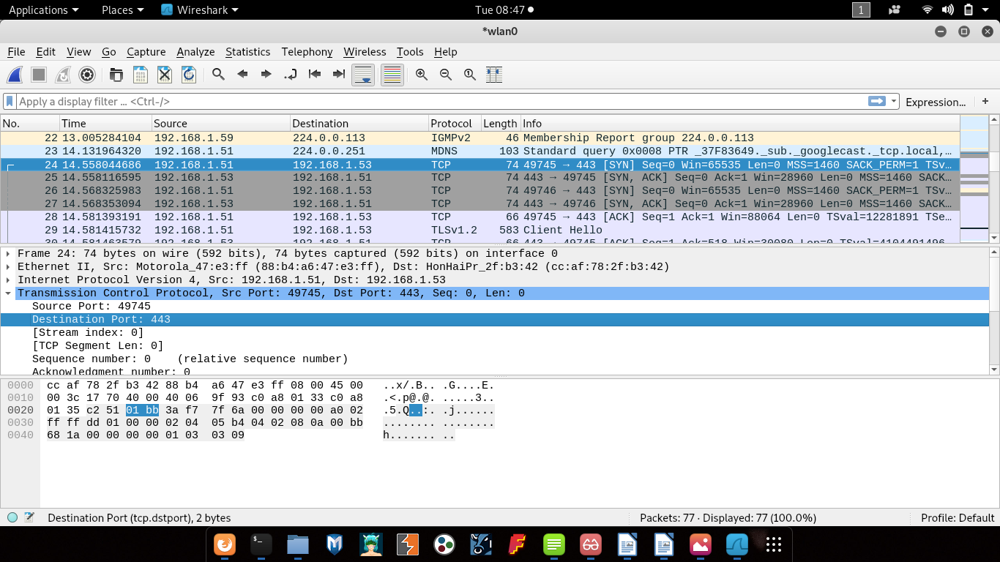 Applications Places Wireshark Tue 08:47 1
*wlan0
File Edit View Go Capture Analyze Statistics Telephony Wireless Tools Help
Apply a display filter ... <Ctrl-/> Expression... +
No. Time Source Destination Protocol Length Info
22 13.005284104 192.168.1.59 224.0.0.113 IGMPv2 46 Membership Report group 224.0.0.113
23 14.131964320 192.168.1.51 224.0.0.251 MDNS 103 Standard query 0x0008 PTR _37F83649._sub._googlecast._tcp.local,…
24 14.558044686 192.168.1.51 192.168.1.53 TCP 74 49745 → 443 [SYN] Seq=0 Win=65535 Len=0 MSS=1460 SACK_PERM=1 TSv…
25 14.558116595 192.168.1.53 192.168.1.51 TCP 74 443 → 49745 [SYN, ACK] Seq=0 Ack=1 Win=28960 Len=0 MSS=1460 SACK…
26 14.568325983 192.168.1.51 192.168.1.53 TCP 74 49746 → 443 [SYN] Seq=0 Win=65535 Len=0 MSS=1460 SACK_PERM=1 TSv…
27 14.568353094 192.168.1.53 192.168.1.51 TCP 74 443 → 49746 [SYN, ACK] Seq=0 Ack=1 Win=28960 Len=0 MSS=1460 SACK…
28 14.581393191 192.168.1.51 192.168.1.53 TCP 66 49745 → 443 [ACK] Seq=1 Ack=1 Win=88064 Len=0 TSval=12281891 TSe…
29 14.581415732 192.168.1.51 192.168.1.53 TLSv1.2 583 Client Hello
30 14.581463579 192.168.1.53 192.168.1.51 TCP 66 443 → 49745 [ACK] Seq=1 Ack=518 Win=30080 Len=0 TSval=4104491496
Frame 24: 74 bytes on wire (592 bits), 74 bytes captured (592 bits) on interface 0
Ethernet II, Src: Motorola_47:e3:ff (88:b4:a6:47:e3:ff), Dst: HonHaiPr_2f:b3:42 (cc:af:78:2f:b3:42)
Internet Protocol Version 4, Src: 192.168.1.51, Dst: 192.168.1.53
Transmission Control Protocol, Src Port: 49745, Dst Port: 443, Seq: 0, Len: 0
Source Port: 49745
Destination Port: 443
[Stream index: 0]
[TCP Segment Len: 0]
Sequence number: 0 (relative sequence number)
Acknowledgment number: 0
0000 cc af 78 2f b3 42 88 b4 a6 47 e3 ff 08 00 45 00 ..x/.B.. .G....E.
0010 00 3c 17 70 40 00 40 06 9f 93 c0 a8 01 33 c0 a8 .<.p@.@. .....3..
0020 01 35 c2 51 01 bb 3a f7 7f 6a 00 00 00 00 a0 02 .5.Q..:. .j......
0030 ff ff dd 01 00 00 02 04 05 b4 04 02 08 0a 00 bb ........ ........
0040 68 1a 00 00 00 00 01 03 03 09 h....... ..
Destination Port (tcp.dstport), 2 bytes Packets: 77 · Displayed: 77 (100.0%) Profile: Default